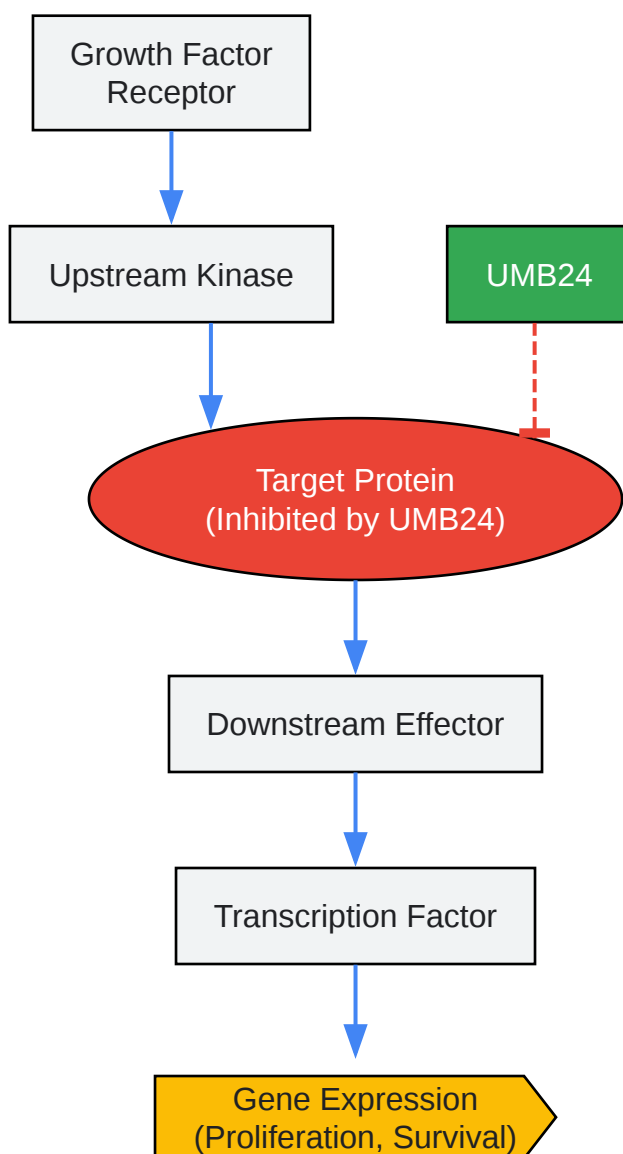 Growth Factor
Receptor
Upstream Kinase
UMB24
Target Protein
(Inhibited by UMB24)
Downstream Effector
Transcription Factor
Gene Expression
(Proliferation, Survival)